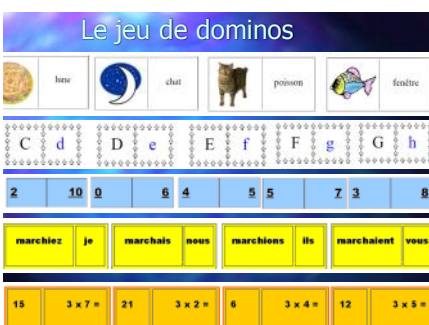 Le jeu de dominos
lune chat poisson fenêtre
C d D e E f F g G h
2 10 0 6 4 5 5 7 3 8
marchiez je marchais nous marchions ils marchaient vous
15 3 x 7 = 21 3 x 2 = 6 3 x 4 = 12 3 x 5 =